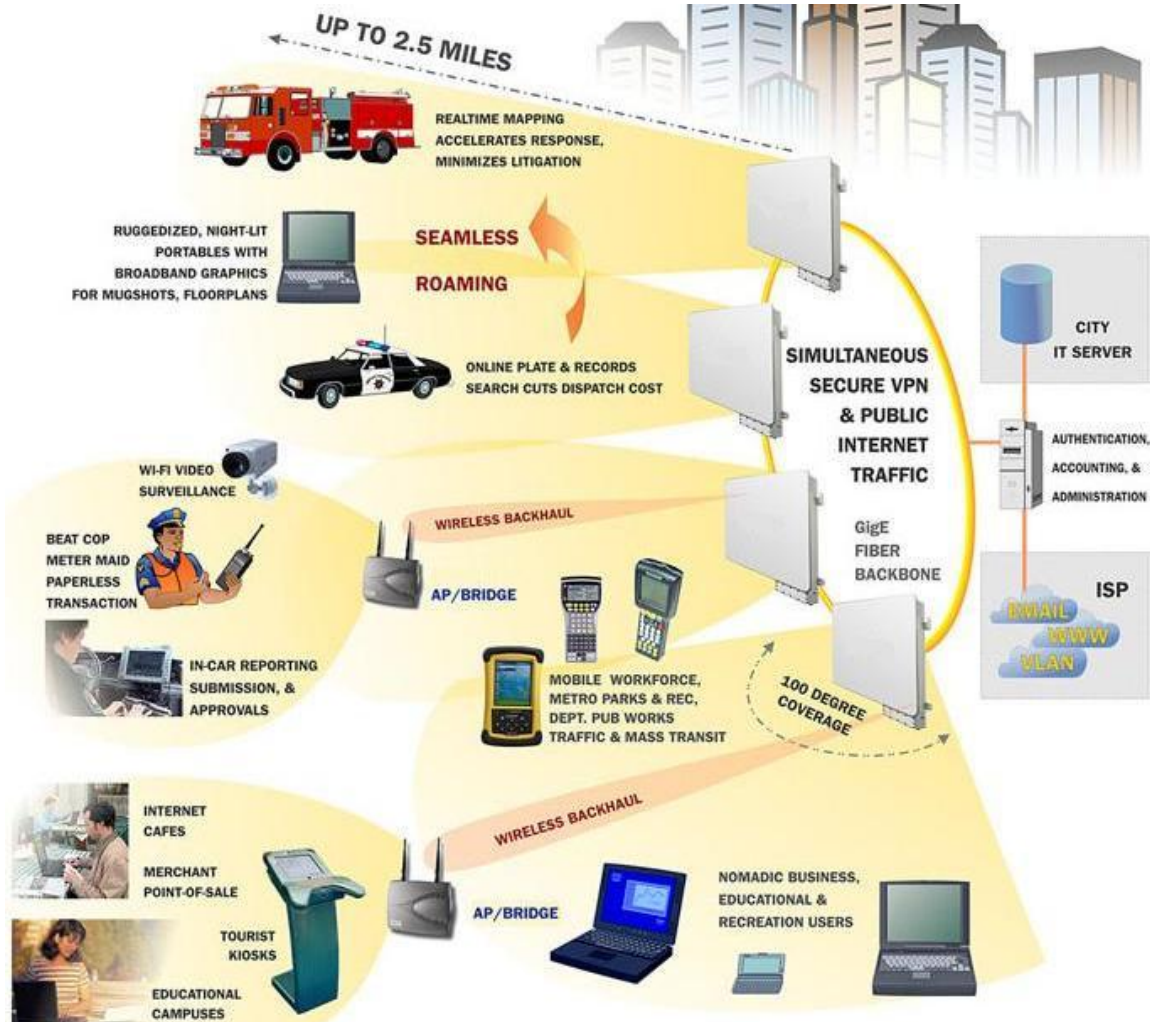 UP TO 2.5 MILES
REALTIME MAPPING
ACCELERATES RESPONSE,
MINIMIZES LITIGATION
RUGGEDIZED, NIGHT-LIT
PORTABLES WITH
BROADBAND GRAPHICS
FOR MUGSHOTS, FLOORPLANS
SEAMLESS
ROAMING
ONLINE PLATE & RECORDS
SEARCH CUTS DISPATCH COST
SIMULTANEOUS
SECURE VPN
& PUBLIC
INTERNET
TRAFFIC
GigE
FIBER
BACKBONE
CITY
IT SERVER
AUTHENTICATION,
ACCOUNTING, &
ADMINISTRATION
ISP
EMAIL
WWW
VLAN
WI-FI VIDEO
SURVEILLANCE
BEAT COP
METER MAID
PAPERLESS
TRANSACTION
IN-CAR REPORTING
SUBMISSION, &
APPROVALS
WIRELESS BACKHAUL
AP/BRIDGE
MOBILE WORKFORCE,
METRO PARKS & REC,
DEPT. PUB WORKS
TRAFFIC & MASS TRANSIT
100 DEGREE
COVERAGE
WIRELESS BACKHAUL
INTERNET
CAFES
MERCHANT
POINT-OF-SALE
TOURIST
KIOSKS
EDUCATIONAL
CAMPUSES
AP/BRIDGE
NOMADIC BUSINESS,
EDUCATIONAL &
RECREATION USERS